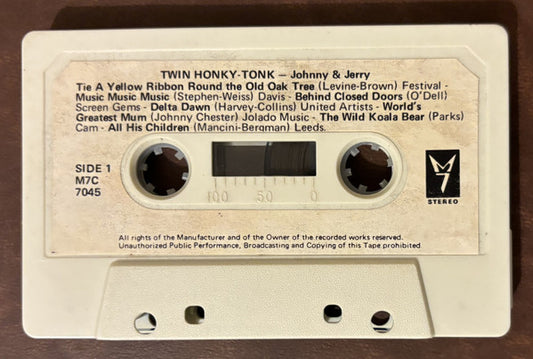 TWIN HONKY-TONK – Johnny & Jerry
Tie A Yellow Ribbon Round the Old Oak Tree (Levine-Brown) Festival -
Music Music Music (Stephen-Weiss) Davis - Behind Closed Doors (O'Dell)
Screen Gems - Delta Dawn (Harvey-Collins) United Artists - World's
Greatest Mum (Johnny Chester) Jolado Music - The Wild Koala Bear (Parks)
Cam - All His Children (Mancini-Bergman) Leeds.
SIDE 1
M7C
7045
100 50 0
M
7
STEREO
All rights of the Manufacturer and of the Owner of the recorded works reserved.
Unauthorized Public Performance, Broadcasting and Copying of this Tape prohibited